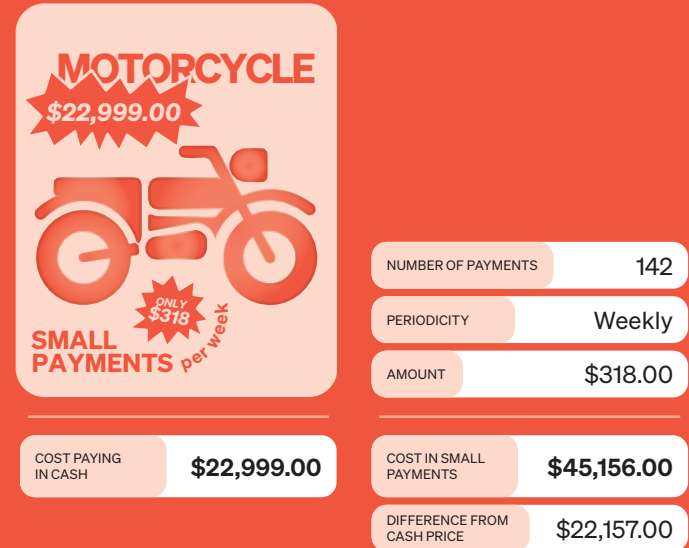 MOTORCYCLE
$22,999.00
ONLY
$318
per week
SMALL
PAYMENTS
COST PAYING
IN CASH
$22,999.00
NUMBER OF PAYMENTS 142
PERIODICITY Weekly
AMOUNT $318.00
COST IN SMALL
PAYMENTS
$45,156.00
DIFFERENCE FROM
CASH PRICE
$22,157.00